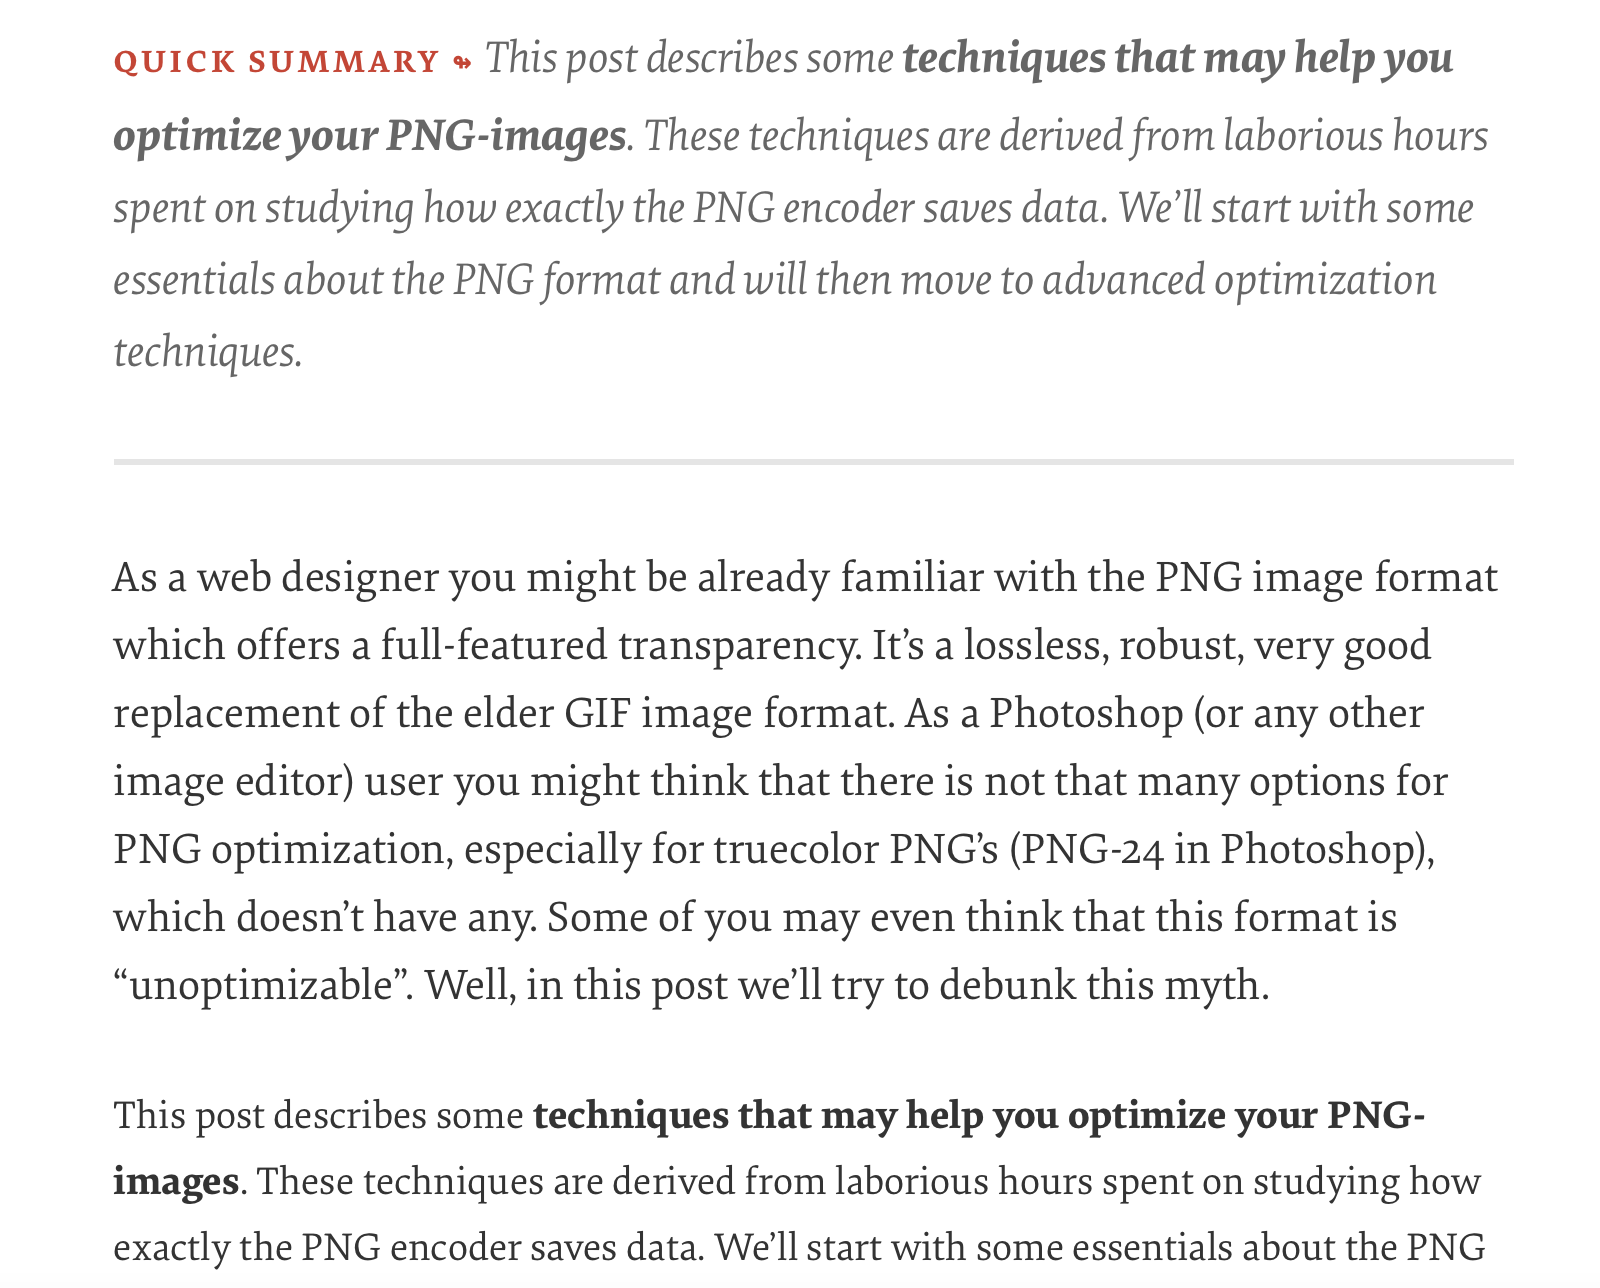 QUICK SUMMARY ↬ This post describes some techniques that may help you
optimize your PNG-images. These techniques are derived from laborious hours
spent on studying how exactly the PNG encoder saves data. We’ll start with some
essentials about the PNG format and will then move to advanced optimization
techniques.
As a web designer you might be already familiar with the PNG image format
which offers a full-featured transparency. It’s a lossless, robust, very good
replacement of the elder GIF image format. As a Photoshop (or any other
image editor) user you might think that there is not that many options for
PNG optimization, especially for truecolor PNG’s (PNG-24 in Photoshop),
which doesn’t have any. Some of you may even think that this format is
“unoptimizable”. Well, in this post we’ll try to debunk this myth.
This post describes some techniques that may help you optimize your PNG-
images. These techniques are derived from laborious hours spent on studying how
exactly the PNG encoder saves data. We’ll start with some essentials about the PNG